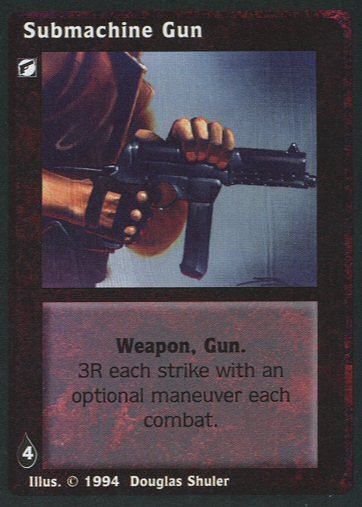 Submachine Gun
Weapon, Gun.
3R each strike with an
optional maneuver each
combat.
4
Illus. © 1994 Douglas Shuler